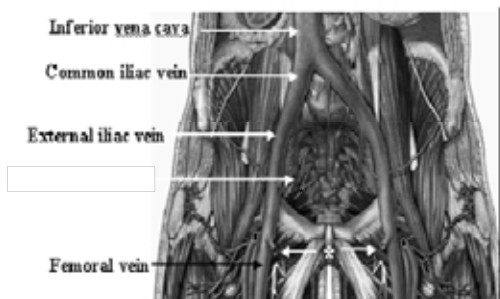 Inferior vena cava
Common iliac vein
External iliac vein
Femoral vein
*